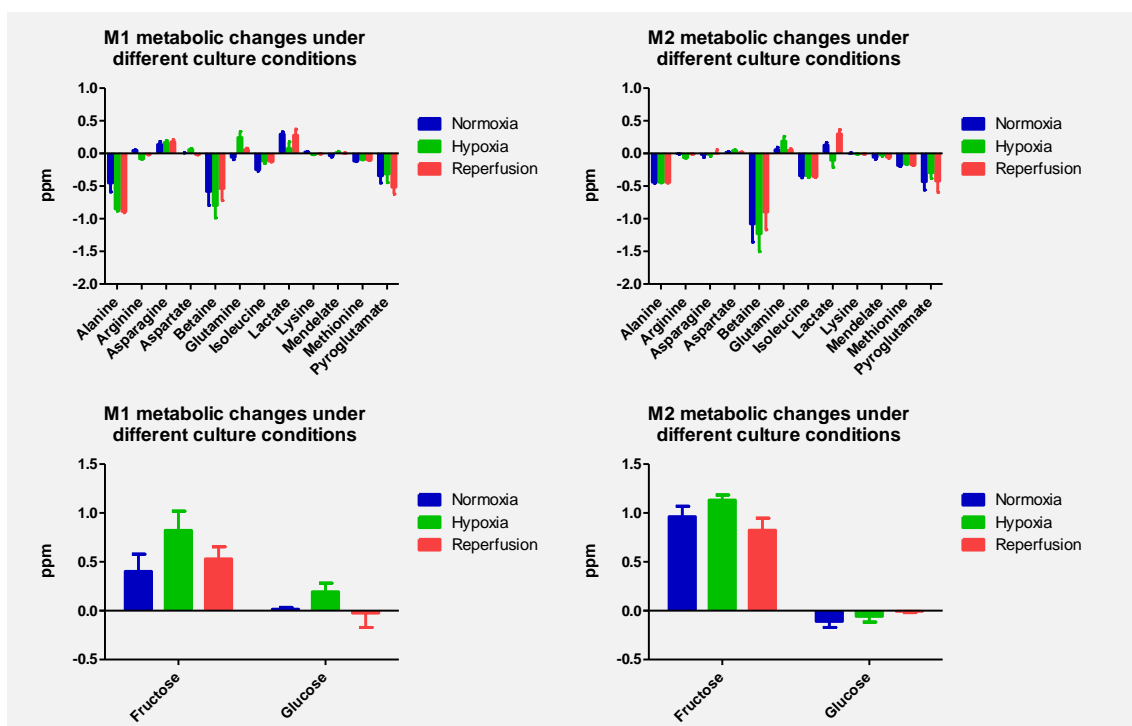 M1 metabolic changes under
different culture conditions
1.0
0.5
0.0
-0.5
-1.0
-1.5
-2.0
ppm
Alanine
Arginine
Asparagine
Aspartate
Betaine
Glutamine
Isoleucine
Lactate
Lysine
Mendelate
Methionine
Pyroglutamate
Normoxia
Hypoxia
Reperfusion
M2 metabolic changes under
different culture conditions
1.0
0.5
0.0
-0.5
-1.0
-1.5
-2.0
ppm
Alanine
Arginine
Asparagine
Aspartate
Betaine
Glutamine
Isoleucine
Lactate
Lysine
Mendelate
Methionine
Pyroglutamate
Normoxia
Hypoxia
Reperfusion
M1 metabolic changes under
different culture conditions
1.5
1.0
0.5
0.0
-0.5
ppm
Fructose
Glucose
Normoxia
Hypoxia
Reperfusion
M2 metabolic changes under
different culture conditions
1.5
1.0
0.5
0.0
-0.5
ppm
Fructose
Glucose
Normoxia
Hypoxia
Reperfusion